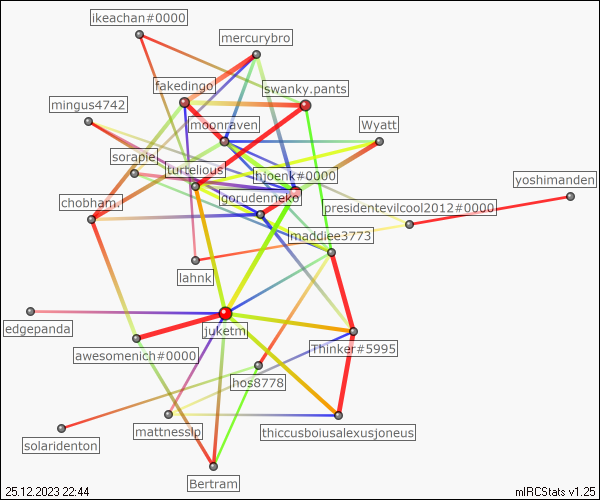 ikeachan#0000
mercurybro
fakedingo
swanky.pants
mingus4742
moonraven
Wyatt
sorapie
turtelious
hjoenk#0000
yoshimanden
chobham.
gorudenneko
presidentevilcool2012#0000
maddiee3773
lahnk
edgepanda
juketm
awesomenich#0000
Thinker#5995
hos8778
mattnesslp
thiccusboiusalexusjoneus
solaridenton
Bertram
25.12.2023 22:44
mIRCStats v1.25